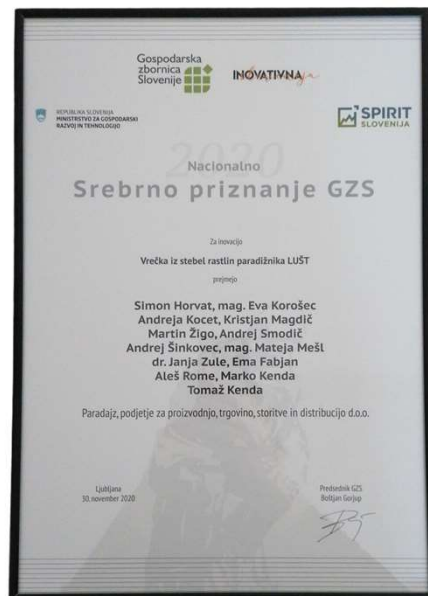 Gospodarska
zbornica
Slovenije
INOVATIVNA
REPUBLIKA SLOVENIJA
MINISTRSTVO ZA GOSPODARSKI
RAZVOJ IN TEHNOLOGIJO
SPIRIT
SLOVENIJA
2020
Nacionalno
Srebrno priznanje GZS
Za inovacijo
Vrečka iz stebel rastlin paradižnika LUŠT
prejmejo
Simon Horvat, mag. Eva Korošec
Andreja Kocet, Kristjan Magdič
Martin Žigo, Andrej Smodič
Andrej Šinkovec, mag. Mateja Mešl
dr. Janja Zule, Ema Fabjan
Aleš Rome, Marko Kenda
Tomaž Kenda
Paradajz, podjetje za proizvodnjo, trgovino, storitve in distribucijo d.o.o.
Ljubljana
30. november 2020
Predsednik GZS
Boštjan Gorjup